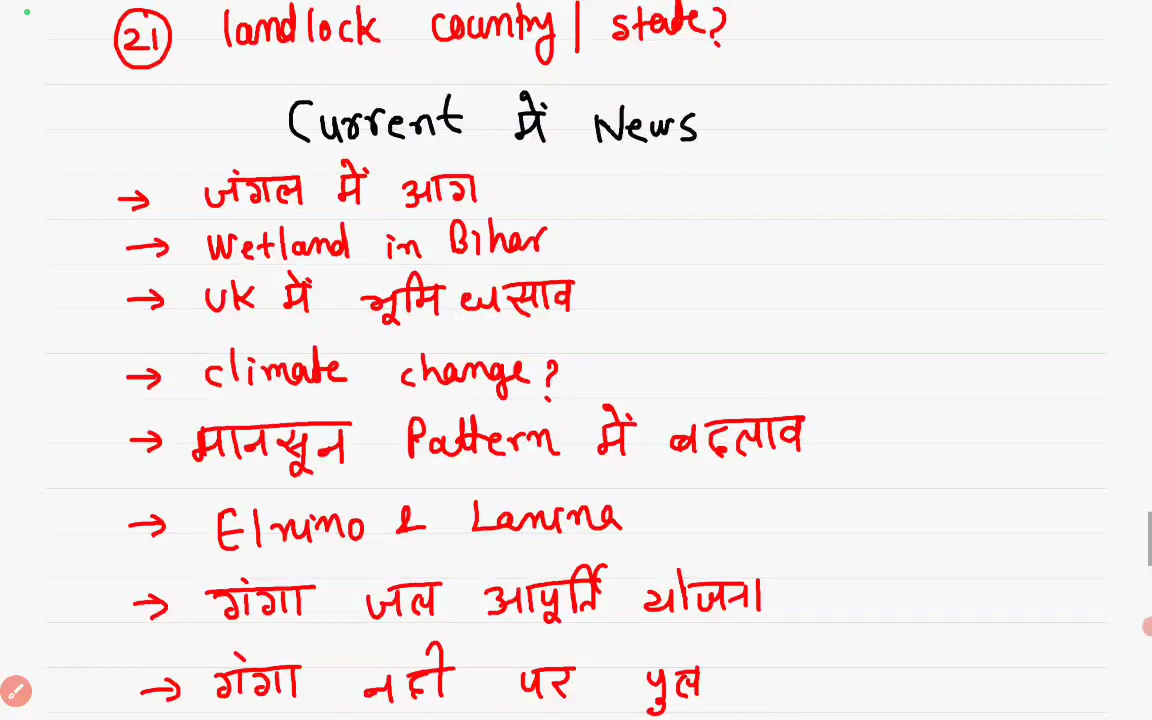 21 landlock country | state?
Current में News
→ जंगल में आग
→ Wetland in Bihar
→ UK में भूमि धसाव
→ climate change?
→ मानसून Pattern में बदलाव
→ Elnino & Lanina
→ गंगा जल आपूर्ति योजना
→ गंगा नदी पर पुल